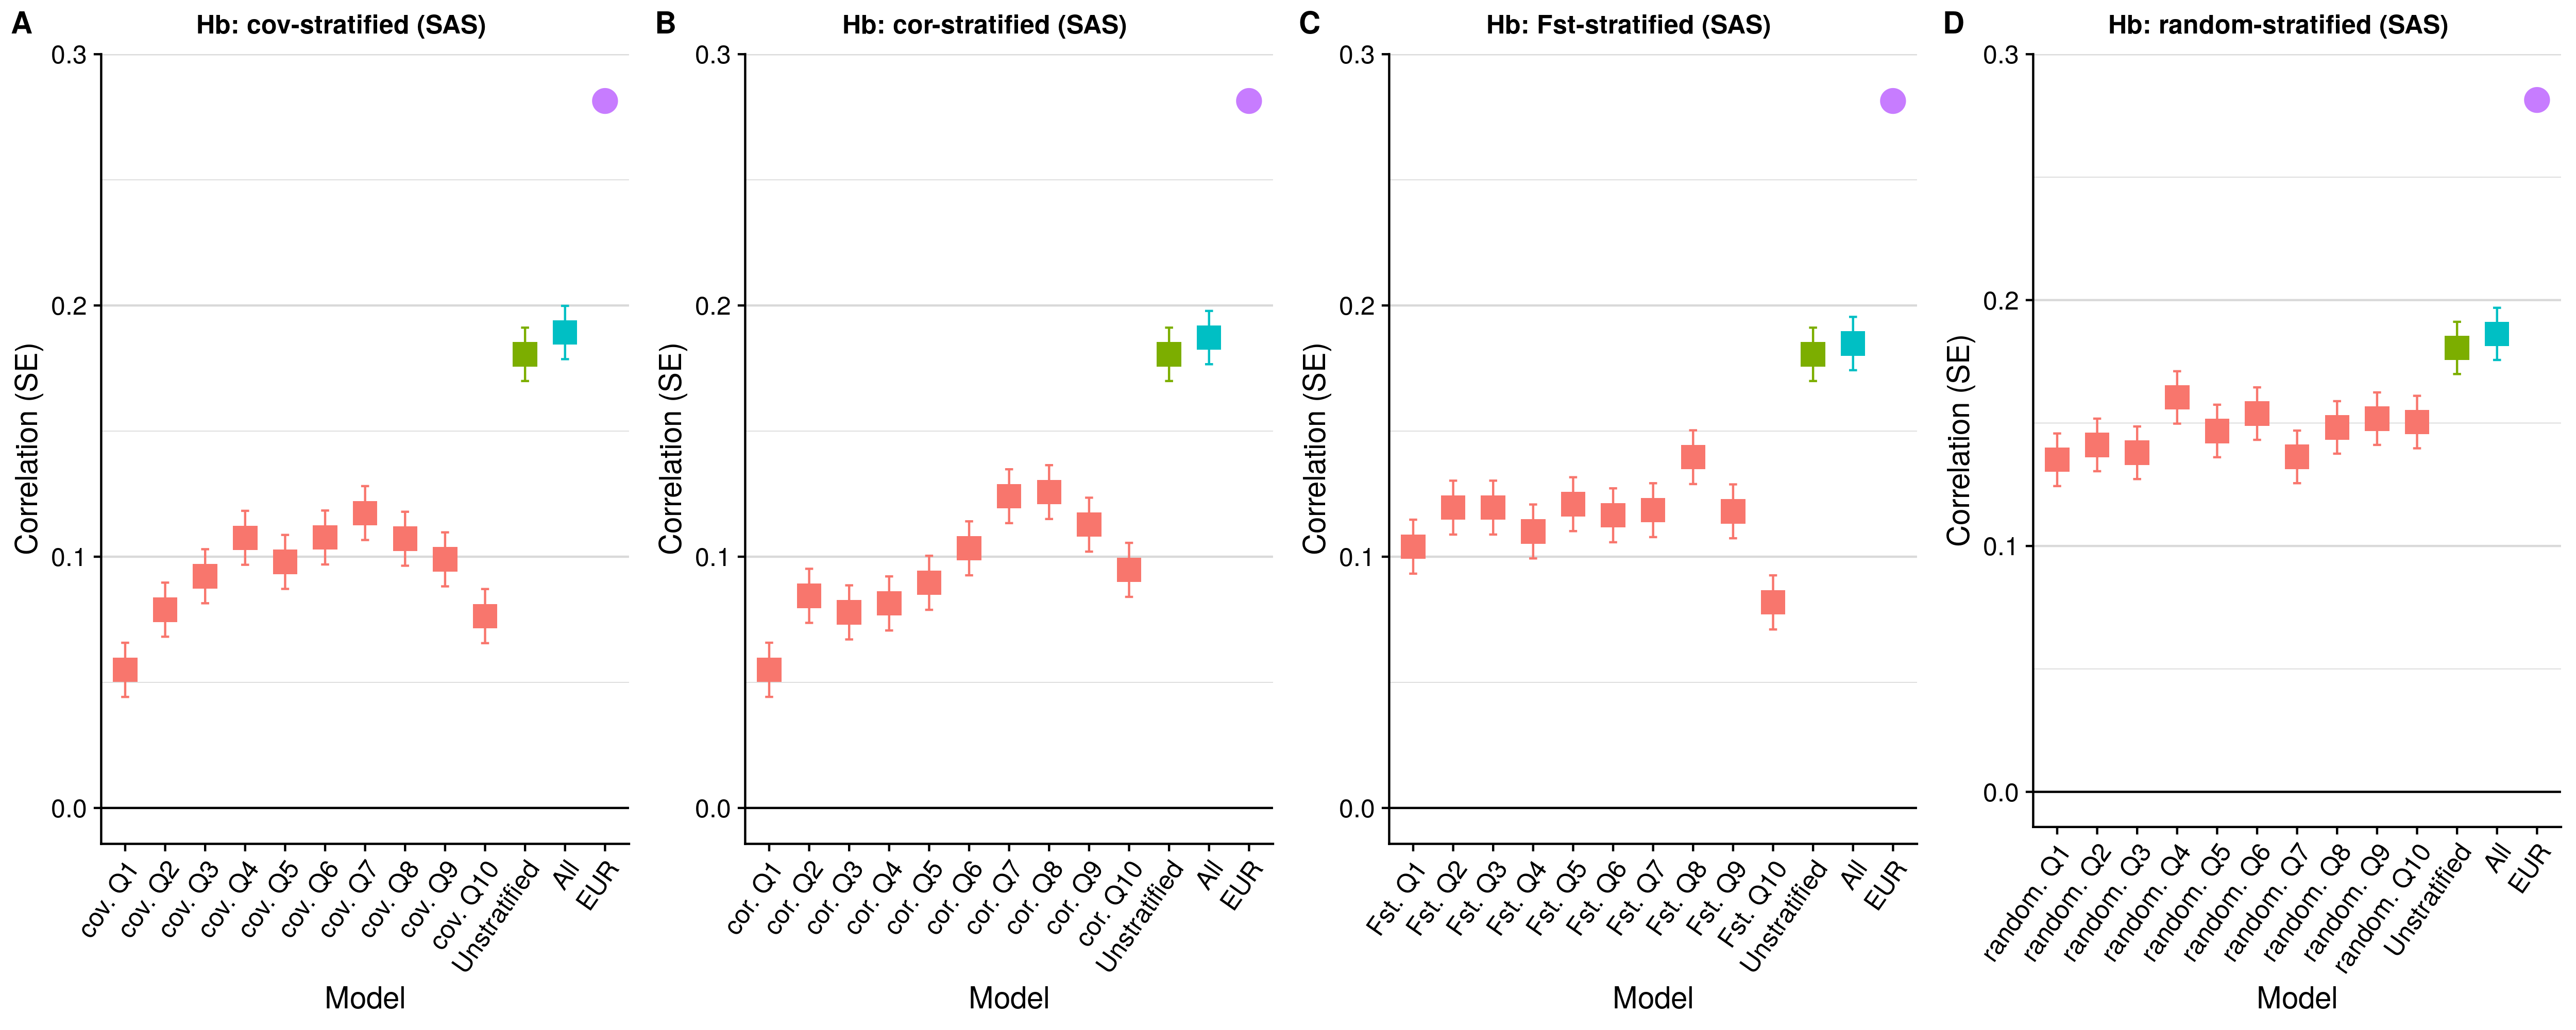 A
Hb: cov-stratified (SAS)
Correlation (SE)
0.3
0.2
0.1
0.0
cov. Q1
cov. Q2
cov. Q3
cov. Q4
cov. Q5
cov. Q6
cov. Q7
cov. Q8
cov. Q9
cov. Q10
Unstratified
All
EUR
Model
B
Hb: cor-stratified (SAS)
Correlation (SE)
0.3
0.2
0.1
0.0
cor. Q1
cor. Q2
cor. Q3
cor. Q4
cor. Q5
cor. Q6
cor. Q7
cor. Q8
cor. Q9
cor. Q10
Unstratified
All
EUR
Model
C
Hb: Fst-stratified (SAS)
Correlation (SE)
0.3
0.2
0.1
0.0
Fst. Q1
Fst. Q2
Fst. Q3
Fst. Q4
Fst. Q5
Fst. Q6
Fst. Q7
Fst. Q8
Fst. Q9
Fst. Q10
Unstratified
All
EUR
Model
D
Hb: random-stratified (SAS)
Correlation (SE)
0.3
0.2
0.1
0.0
random. Q1
random. Q2
random. Q3
random. Q4
random. Q5
random. Q6
random. Q7
random. Q8
random. Q9
random. Q10
Unstratified
All
EUR
Model